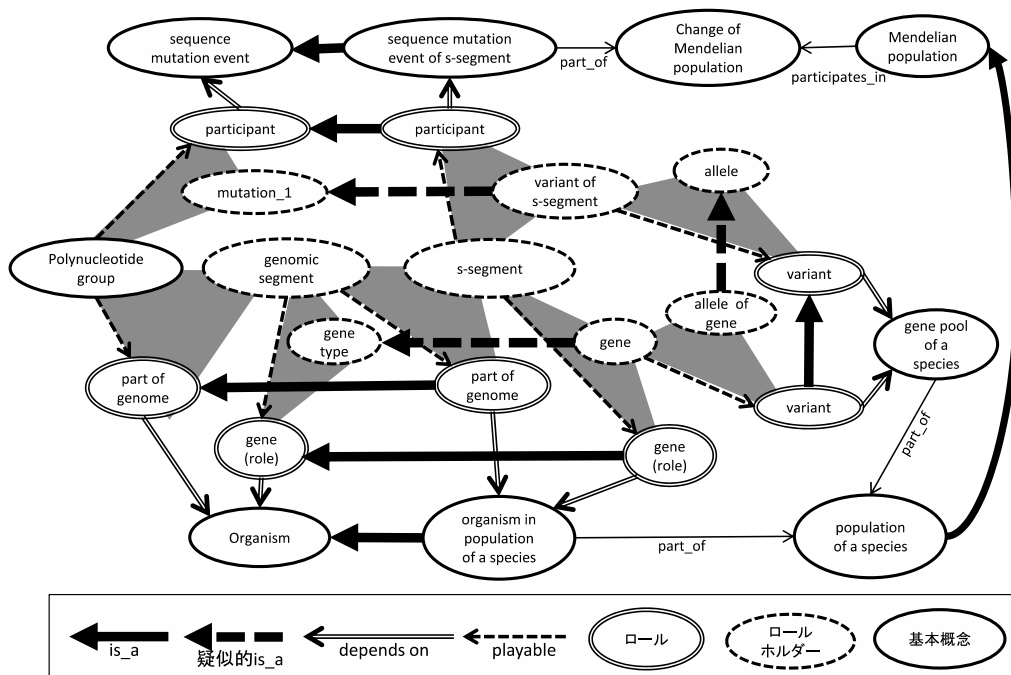 sequence
mutation event
sequence mutation
event of s-segment
part_of
Change of
Mendelian
population
Mendelian
population
participates_in
participant
participant
mutation_1
variant of
s-segment
allele
Polynucleotide
group
genomic
segment
s-segment
variant
allele of
gene
gene
type
gene
gene pool
of a
species
part of
genome
part of
genome
variant
part_of
gene
(role)
gene
(role)
Organism
organism in
population
of a species
part_of
population
of a species
is_a
疑似的is_a
depends on
playable
ロール
ロール
ホルダー
基本概念